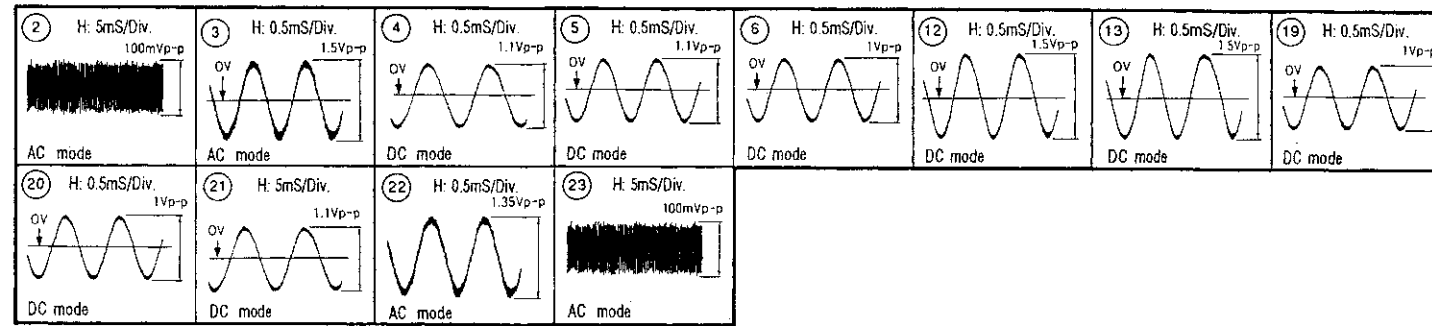 2 H: 5mS/Div.
100mVp-p
AC mode
3 H: 0.5mS/Div.
1.5Vp-p
0V
AC mode
4 H: 0.5mS/Div.
1.1Vp-p
0V
DC mode
5 H: 0.5mS/Div.
1.1Vp-p
0V
DC mode
6 H: 0.5mS/Div.
1Vp-p
0V
DC mode
12 H: 0.5mS/Div.
1.5Vp-p
0V
DC mode
13 H: 0.5mS/Div.
1.5Vp-p
0V
DC mode
19 H: 0.5mS/Div.
1Vp-p
0V
DC mode
20 H: 0.5mS/Div.
1Vp-p
0V
DC mode
21 H: 5mS/Div.
1.1Vp-p
0V
DC mode
22 H: 0.5mS/Div.
1.35Vp-p
AC mode
23 H: 5mS/Div.
100mVp-p
AC mode